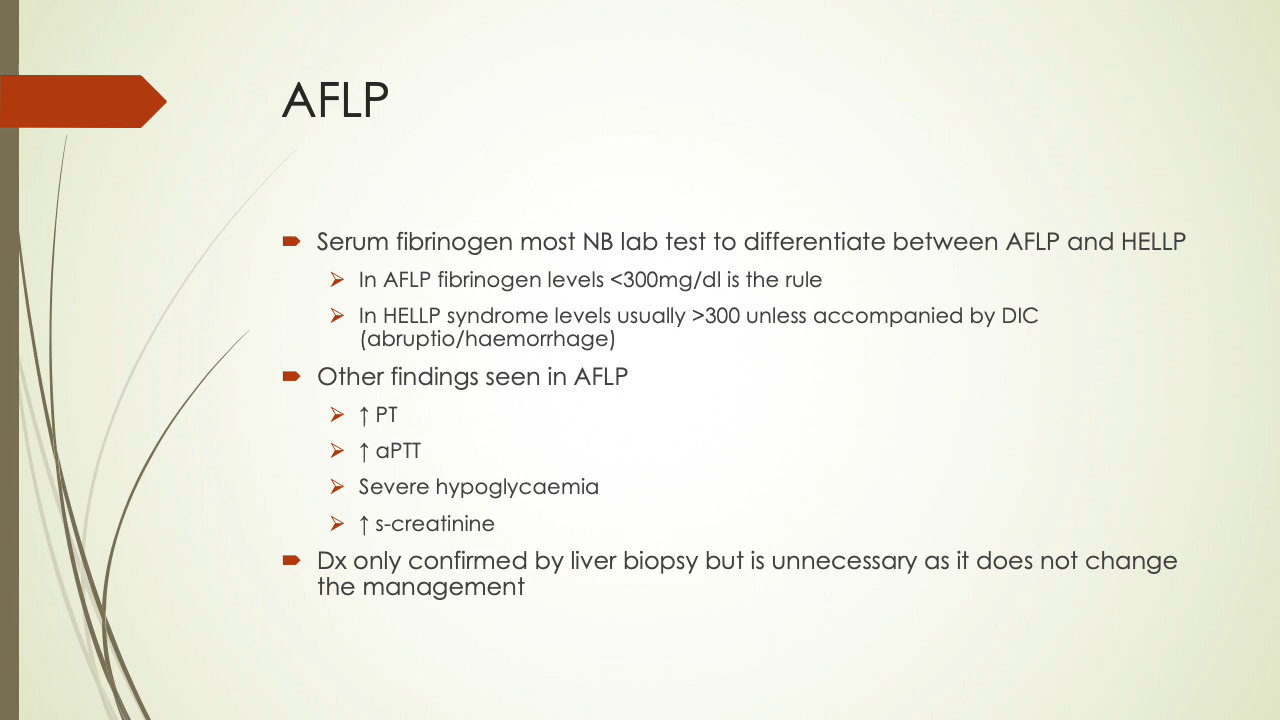 AFLP
Serum fibrinogen most NB lab test to differentiate between AFLP and HELLP
In AFLP fibrinogen levels <300mg/dl is the rule
In HELLP syndrome levels usually >300 unless accompanied by DIC
(abruptio/haemorrhage)
Other findings seen in AFLP
↑ PT
↑ aPTT
Severe hypoglycaemia
↑ s-creatinine
Dx only confirmed by liver biopsy but is unnecessary as it does not change
the management